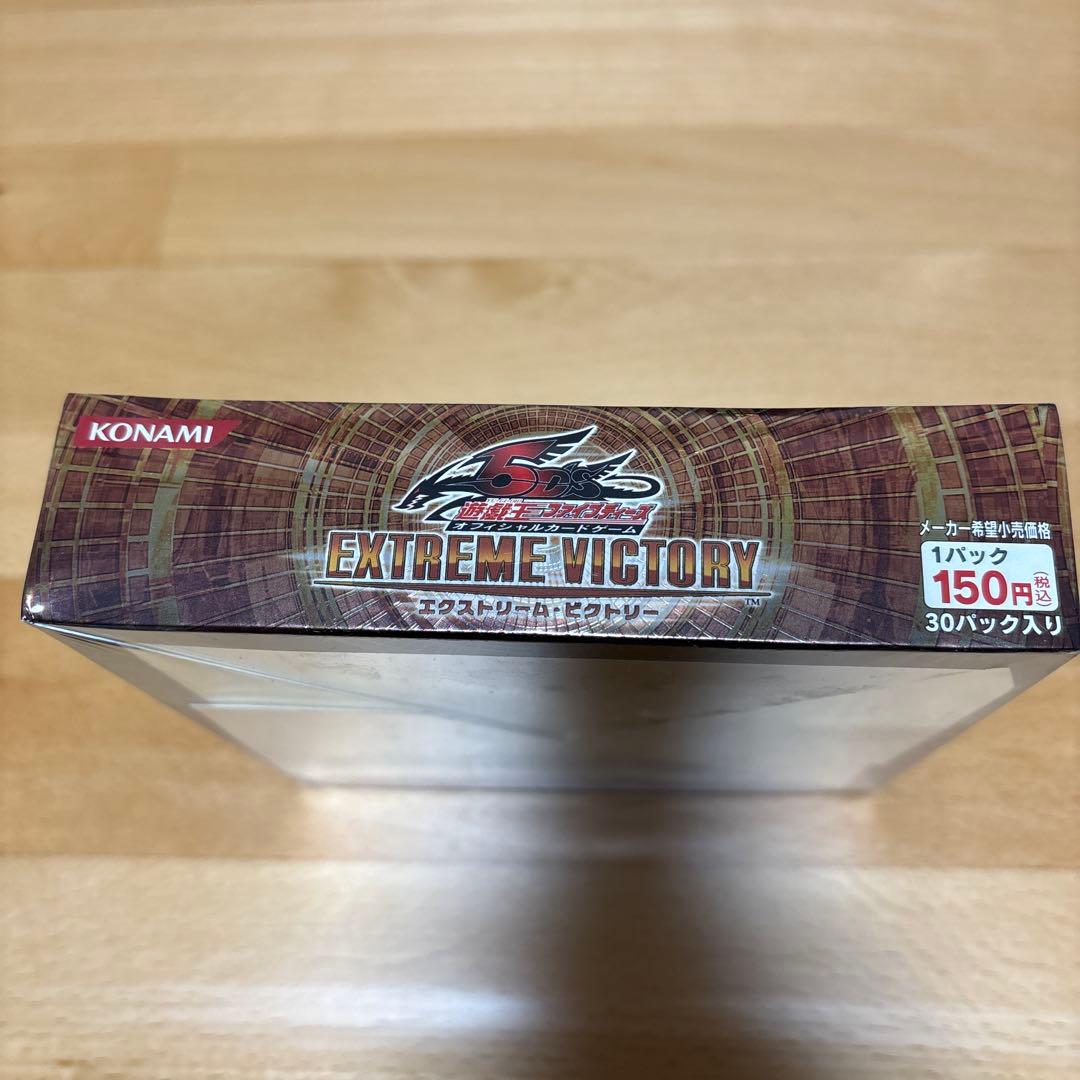 KONAMI
5D's
遊☆戯☆王ファイブディーズ
オフィシャルカードゲーム
EXTREME VICTORY
TM
エクストリーム・ビクトリー
メーカー希望小売価格
1パック
150円(税込)
30パック入り